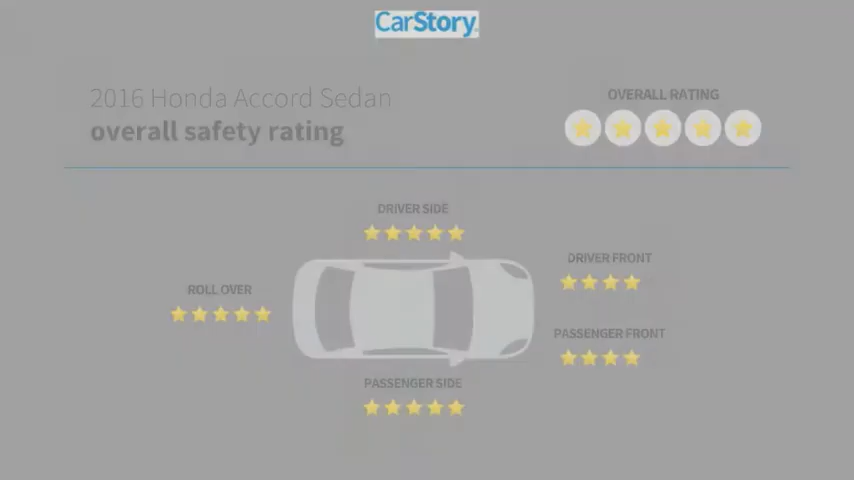 CarStory
2016 Honda Accord Sedan
overall safety rating
OVERALL RATING
DRIVER SIDE
DRIVER FRONT
ROLL OVER
PASSENGER FRONT
PASSENGER SIDE